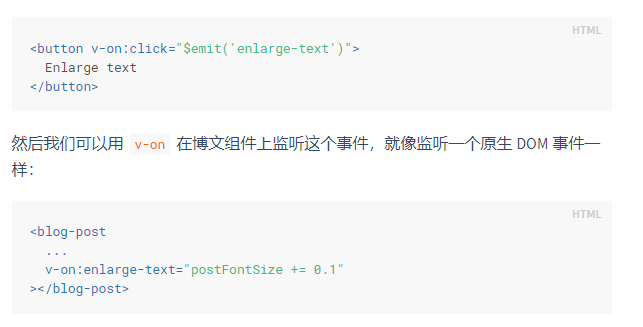 HTML
<button v-on:click="$emit('enlarge-text')">
  Enlarge text
</button>
然后我们可以用 v-on 在博文组件上监听这个事件，就像监听一个原生 DOM 事件一
样：
HTML
<blog-post
  ...
  v-on:enlarge-text="postFontSize += 0.1"
></blog-post>